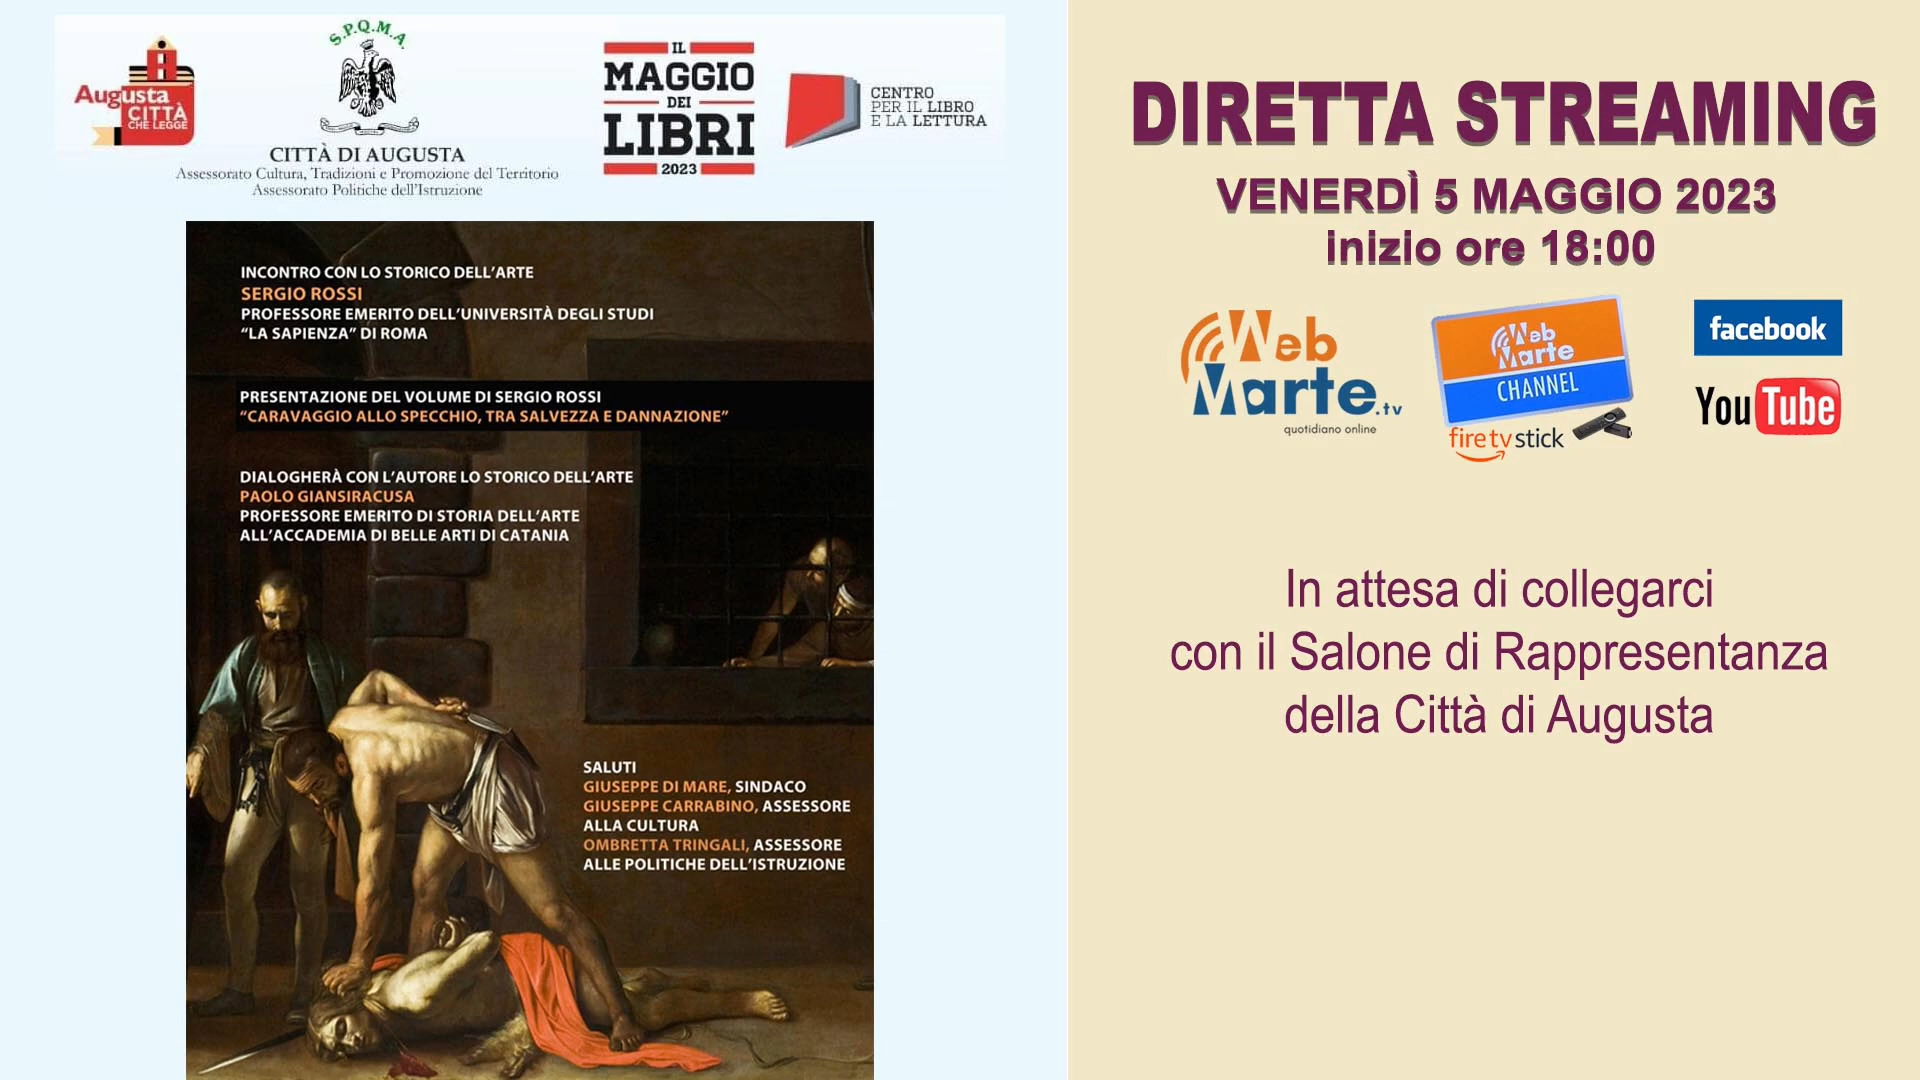 Augusta
CITTÀ
CHE LEGGE
S.P.Q.M.A.
CITTÀ DI AUGUSTA
Assessorato Cultura, Tradizioni e Promozione del Territorio
Assessorato Politiche dell'Istruzione
IL
MAGGIO
DEI
LIBRI
2023
CENTRO
PER IL LIBRO
E LA LETTURA
INCONTRO CON LO STORICO DELL'ARTE
SERGIO ROSSI
PROFESSORE EMERITO DELL'UNIVERSITÀ DEGLI STUDI
“LA SAPIENZA” DI ROMA
PRESENTAZIONE DEL VOLUME DI SERGIO ROSSI
“CARAVAGGIO ALLO SPECCHIO, TRA SALVEZZA E DANNAZIONE”
DIALOGHERÀ CON L'AUTORE LO STORICO DELL'ARTE
PAOLO GIANSIRACUSA
PROFESSORE EMERITO DI STORIA DELL'ARTE
ALL'ACCADEMIA DI BELLE ARTI DI CATANIA
SALUTI
GIUSEPPE DI MARE, SINDACO
GIUSEPPE CARRABINO, ASSESSORE
ALLA CULTURA
OMBRETTA TRINGALI, ASSESSORE
ALLE POLITICHE DELL'ISTRUZIONE
DIRETTA STREAMING
VENERDÌ 5 MAGGIO 2023
inizio ore 18:00
Web
Marte.tv
quotidiano online
Web
Marte
CHANNEL
fire tv stick
facebook
YouTube
In attesa di collegarci
con il Salone di Rappresentanza
della Città di Augusta